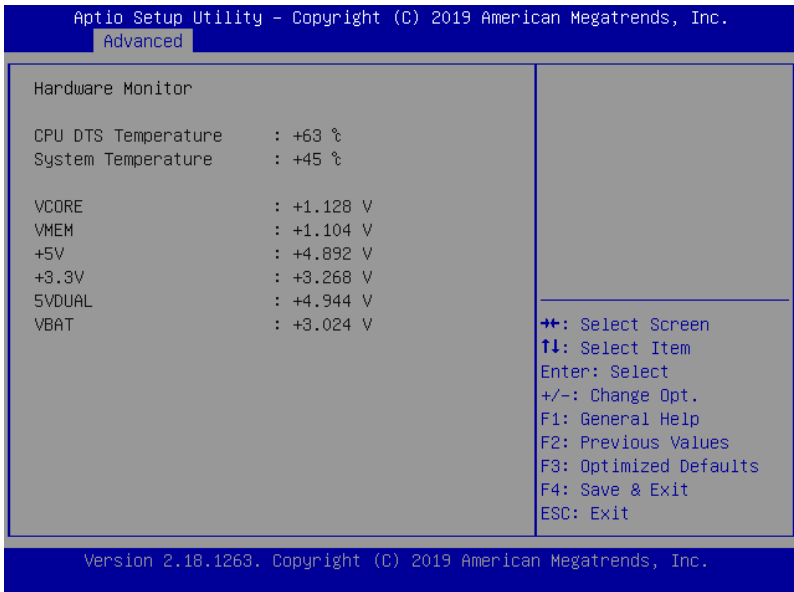 Aptio Setup Utility – Copyright (C) 2019 American Megatrends, Inc.
Advanced
Hardware Monitor
CPU DTS Temperature : +63 ℃
System Temperature : +45 ℃
VCORE : +1.128 V
VMEM : +1.104 V
+5V : +4.892 V
+3.3V : +3.268 V
5VDUAL : +4.944 V
VBAT : +3.024 V
→←: Select Screen
↑↓: Select Item
Enter: Select
+/-: Change Opt.
F1: General Help
F2: Previous Values
F3: Optimized Defaults
F4: Save & Exit
ESC: Exit
Version 2.18.1263. Copyright (C) 2019 American Megatrends, Inc.